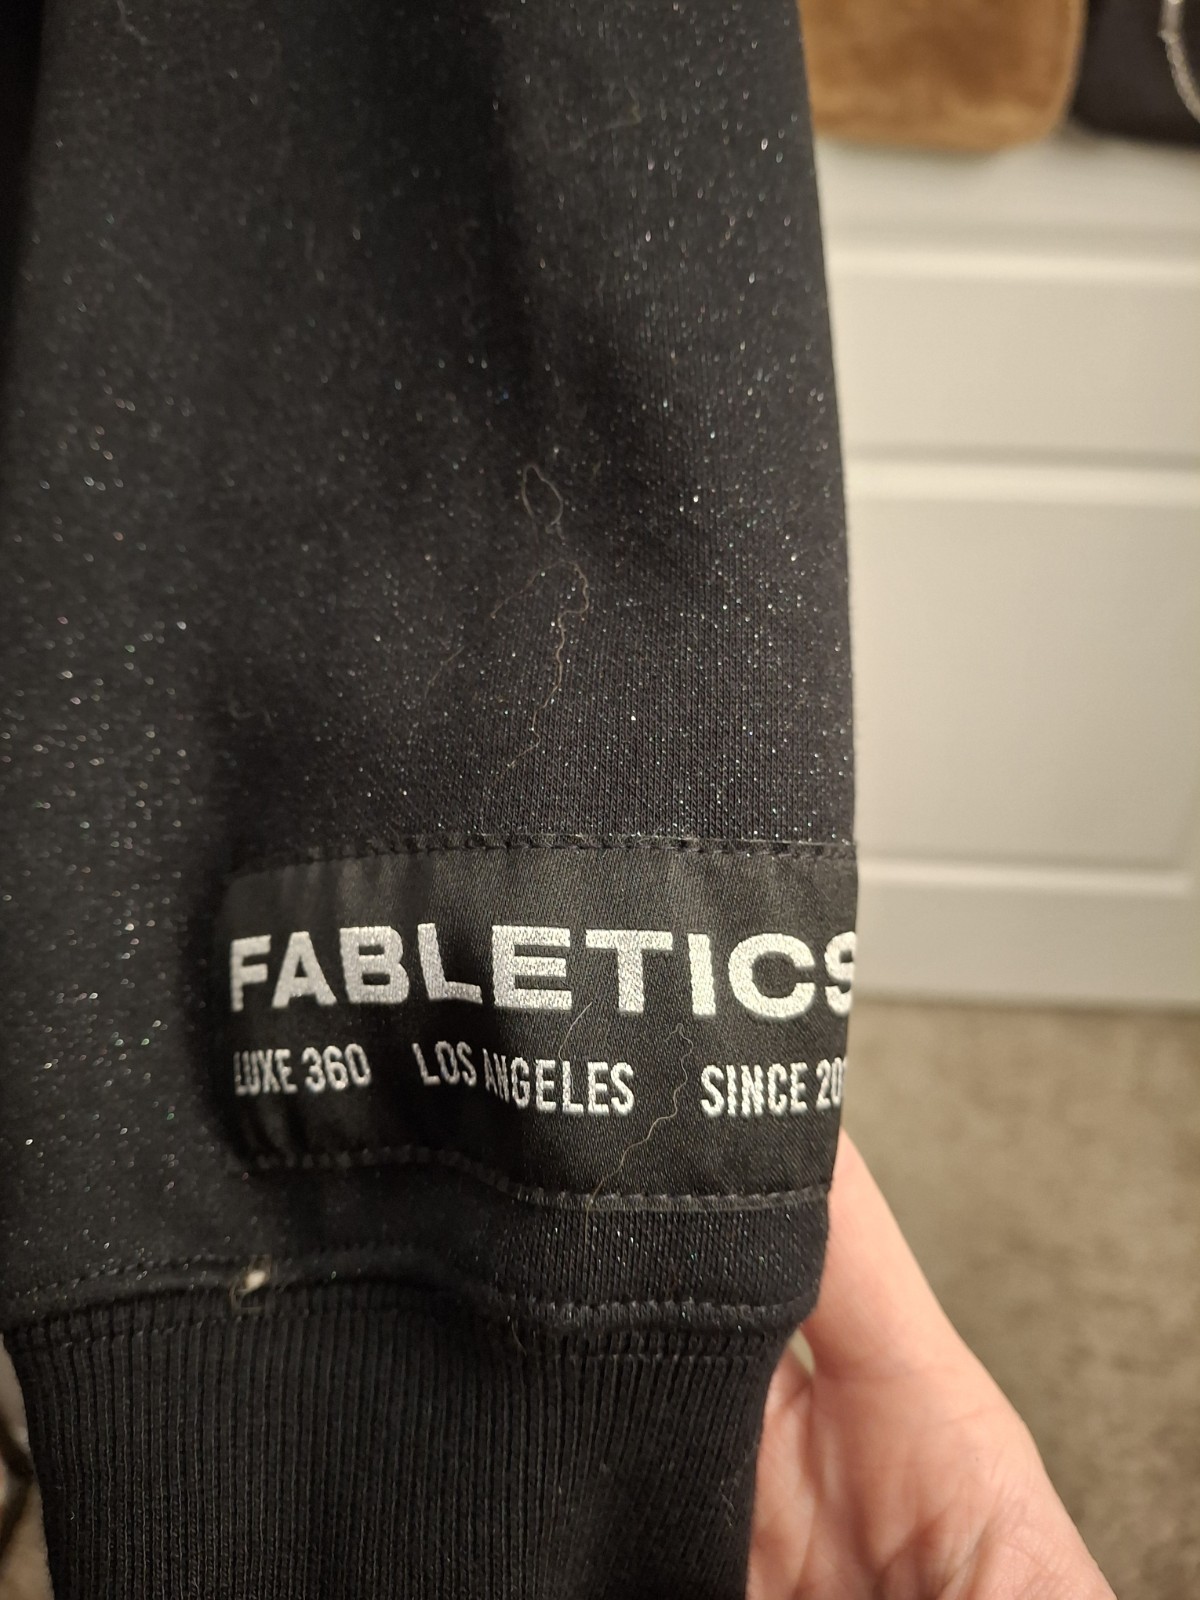 FABLETICS
LUXE 360 LOS ANGELES SINCE